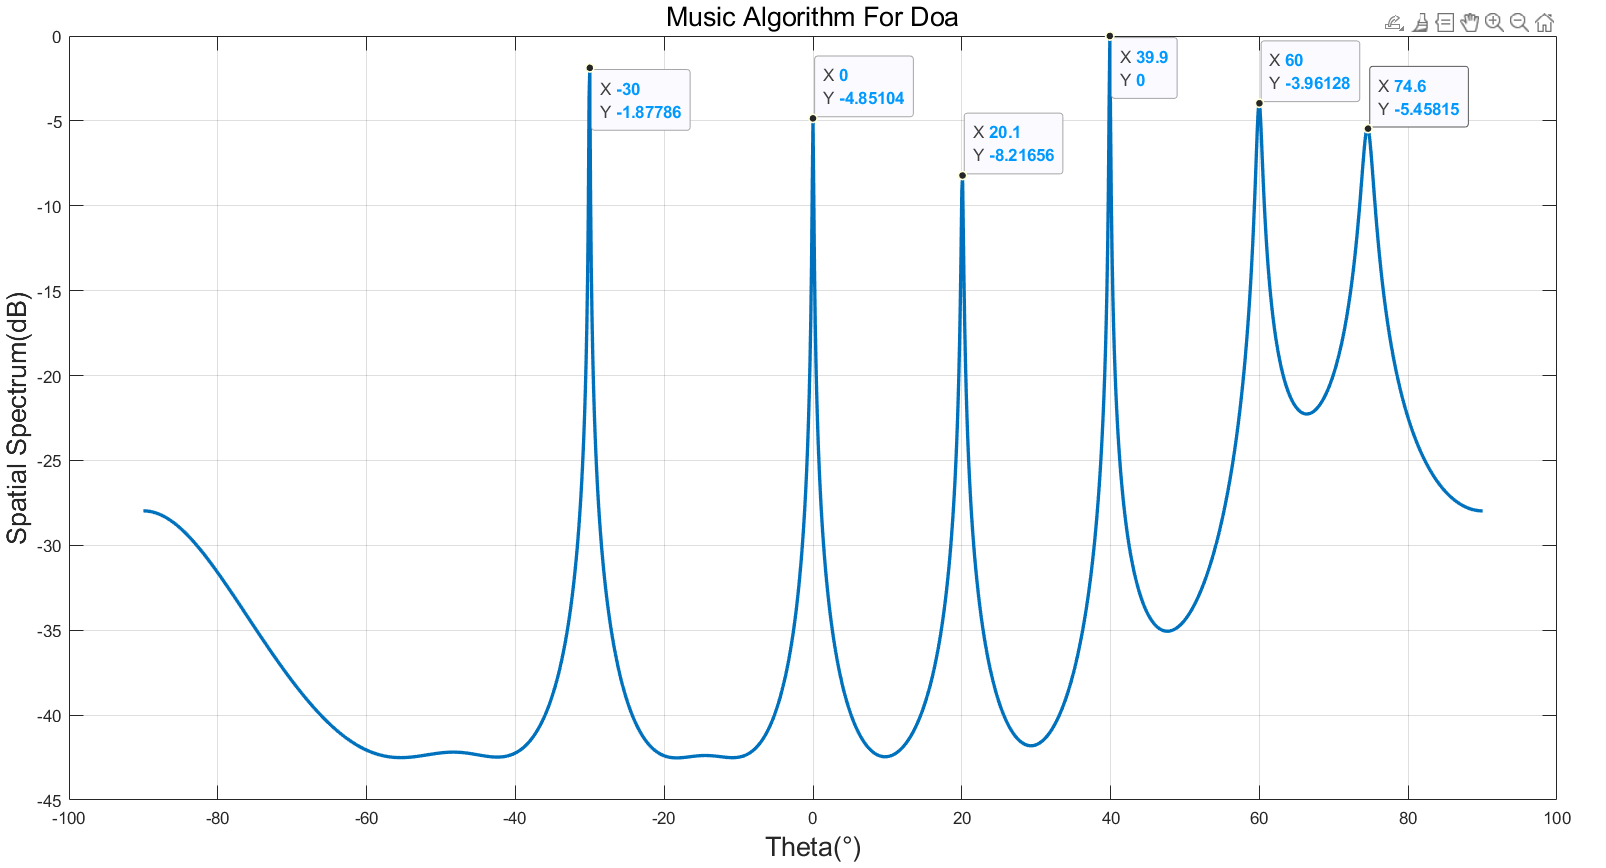 Music Algorithm For Doa
0
-5
-10
-15
-20
-25
-30
-35
-40
-45
Spatial Spectrum(dB)
X -30
Y -1.87786
X 0
Y -4.85104
X 20.1
Y -8.21656
X 39.9
Y 0
X 60
Y -3.96128
X 74.6
Y -5.45815
-100
-80
-60
-40
-20
0
20
40
60
80
100
Theta(°)